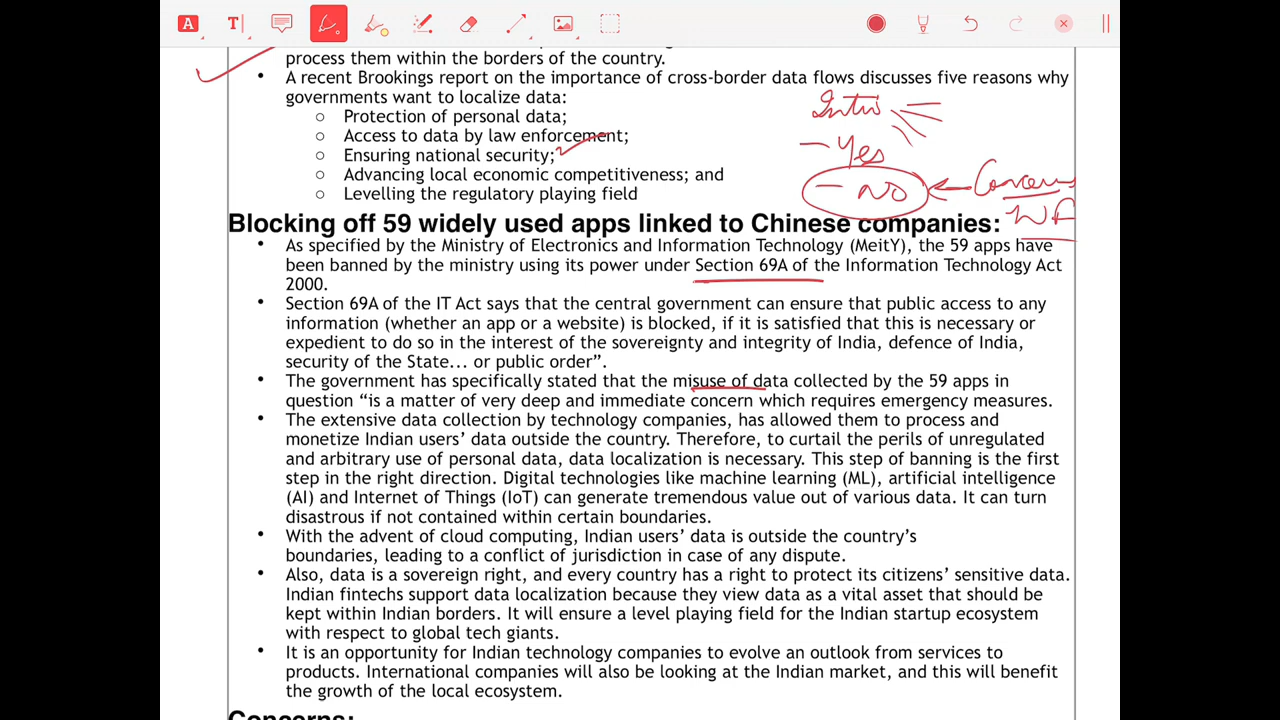 process them within the borders of the country.
• A recent Brookings report on the importance of cross-border data flows discusses five reasons why
governments want to localize data:
○ Protection of personal data;
○ Access to data by law enforcement;
○ Ensuring national security;
○ Advancing local economic competitiveness; and
○ Levelling the regulatory playing field
Intro
- Yes
- No ← Concerns
WF
Blocking off 59 widely used apps linked to Chinese companies:
• As specified by the Ministry of Electronics and Information Technology (MeitY), the 59 apps have
been banned by the ministry using its power under Section 69A of the Information Technology Act
2000.
• Section 69A of the IT Act says that the central government can ensure that public access to any
information (whether an app or a website) is blocked, if it is satisfied that this is necessary or
expedient to do so in the interest of the sovereignty and integrity of India, defence of India,
security of the State... or public order”.
• The government has specifically stated that the misuse of data collected by the 59 apps in
question “is a matter of very deep and immediate concern which requires emergency measures.
• The extensive data collection by technology companies, has allowed them to process and
monetize Indian users’ data outside the country. Therefore, to curtail the perils of unregulated
and arbitrary use of personal data, data localization is necessary. This step of banning is the first
step in the right direction. Digital technologies like machine learning (ML), artificial intelligence
(AI) and Internet of Things (IoT) can generate tremendous value out of various data. It can turn
disastrous if not contained within certain boundaries.
• With the advent of cloud computing, Indian users’ data is outside the country’s
boundaries, leading to a conflict of jurisdiction in case of any dispute.
• Also, data is a sovereign right, and every country has a right to protect its citizens’ sensitive data.
Indian fintechs support data localization because they view data as a vital asset that should be
kept within Indian borders. It will ensure a level playing field for the Indian startup ecosystem
with respect to global tech giants.
• It is an opportunity for Indian technology companies to evolve an outlook from services to
products. International companies will also be looking at the Indian market, and this will benefit
the growth of the local ecosystem.
Concerns: